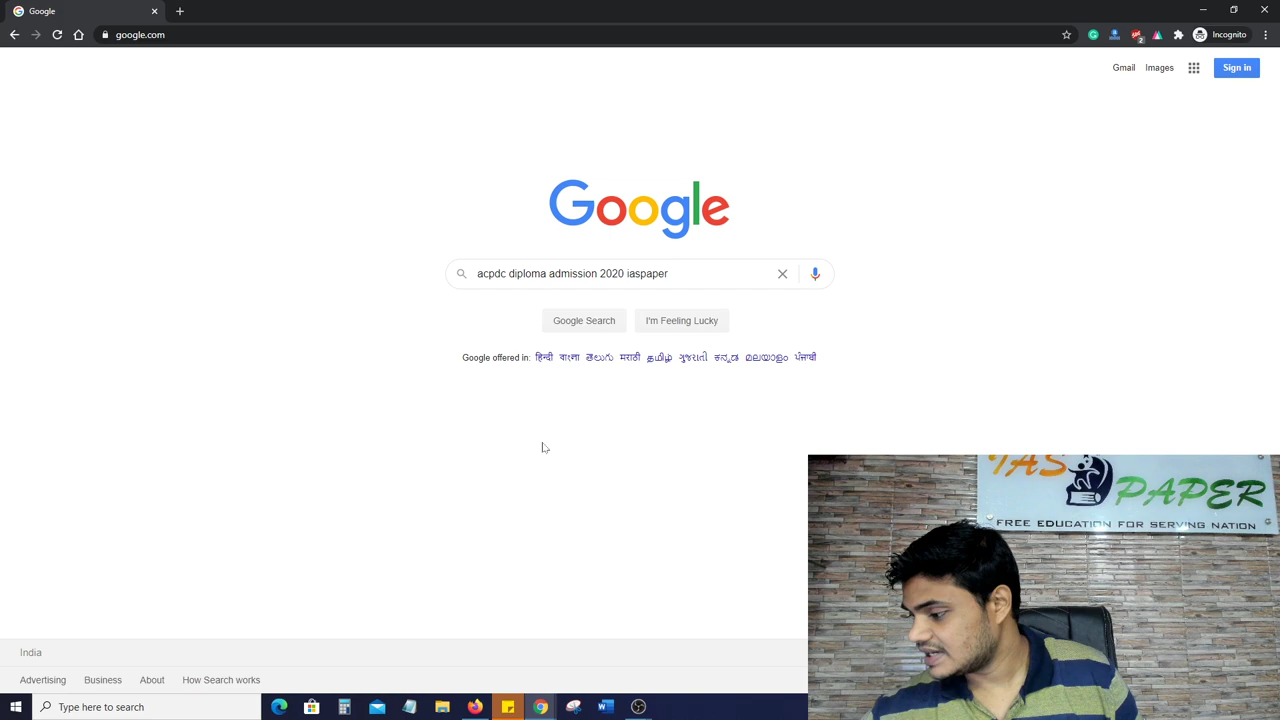 Google
google.com
2
Incognito
Gmail Images Sign in
Google
acpdc diploma admission 2020 iaspaper
Google Search I'm Feeling Lucky
Google offered in: हिन्दी বাংলা తెలుగు मराठी தமிழ் ગુજરાતી ಕನ್ನಡ മലയാളം ਪੰਜਾਬੀ
IAS PAPER
FREE EDUCATION FOR SERVING NATION
India
Advertising Business About How Search works
Type here to search